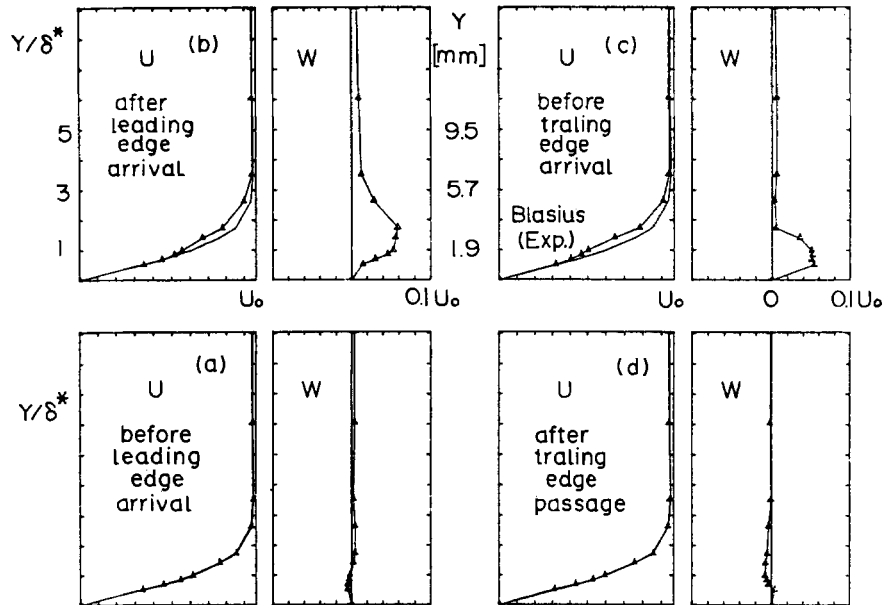 Y/δ*
5
3
1
U
(b)
after
leading
edge
arrival
U₀
W
0.1U₀
Y
[mm]
9.5
5.7
1.9
U
(c)
before
traling
edge
arrival
Blasius
(Exp.)
U₀
W
0
0.1U₀
Y/δ*
U
(a)
before
leading
edge
arrival
W
U
(d)
after
traling
edge
passage
W